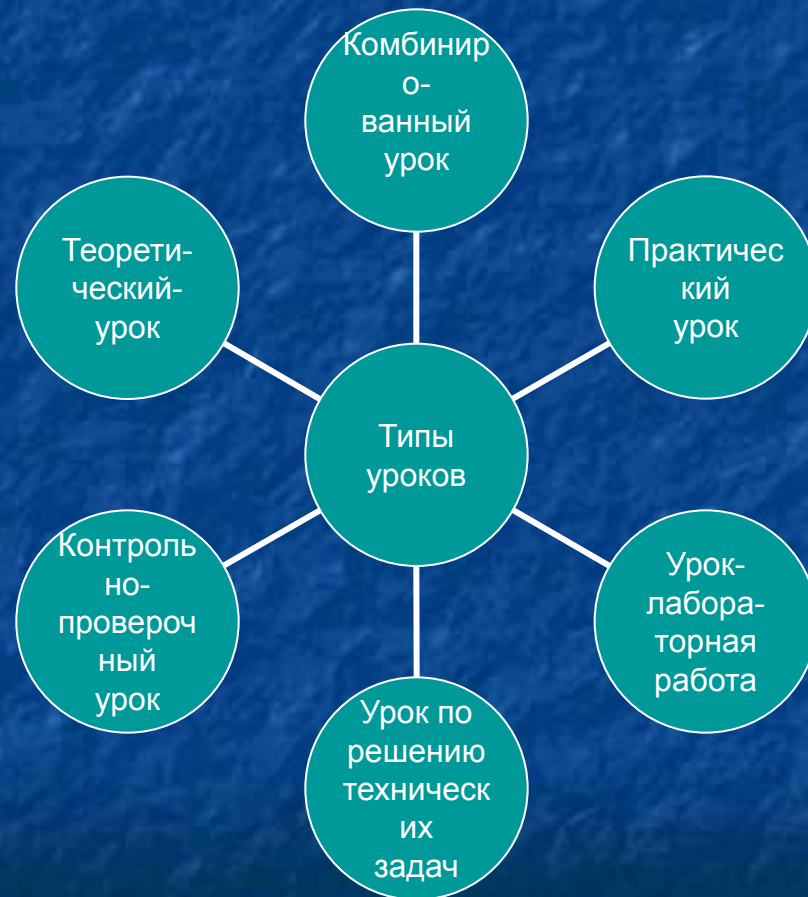 Комбинир
о-
ванный
урок
Теорети-
ческий-
урок
Практичес
кий
урок
Типы
уроков
Контроль
но-
провероч
ный
урок
Урок-
лабора-
торная
работа
Урок по
решению
техническ
их
задач